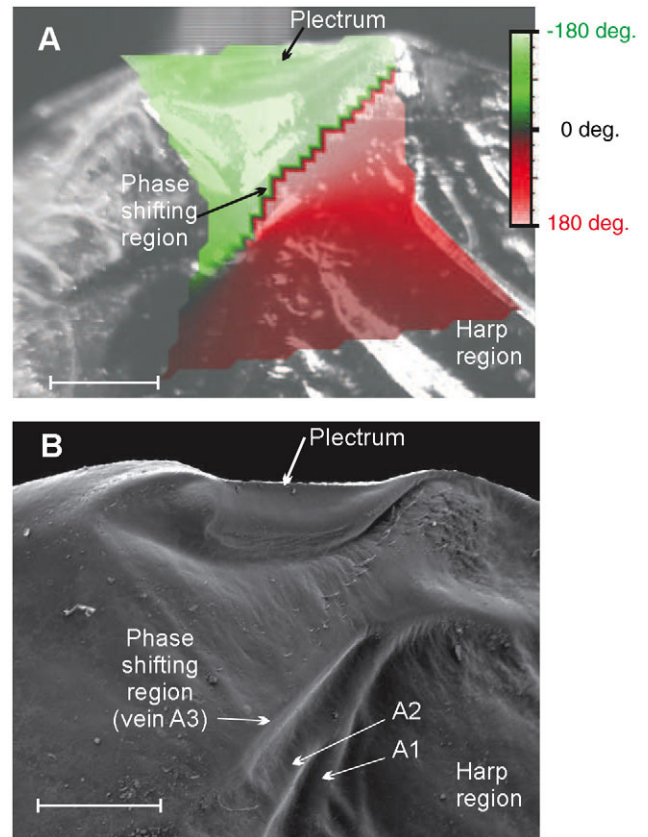 A
Plectrum
-180 deg.
0 deg.
180 deg.
Phase
shifting
region
Harp
region
B
Plectrum
Phase
shifting
region
(vein A3)
A2
A1
Harp
region